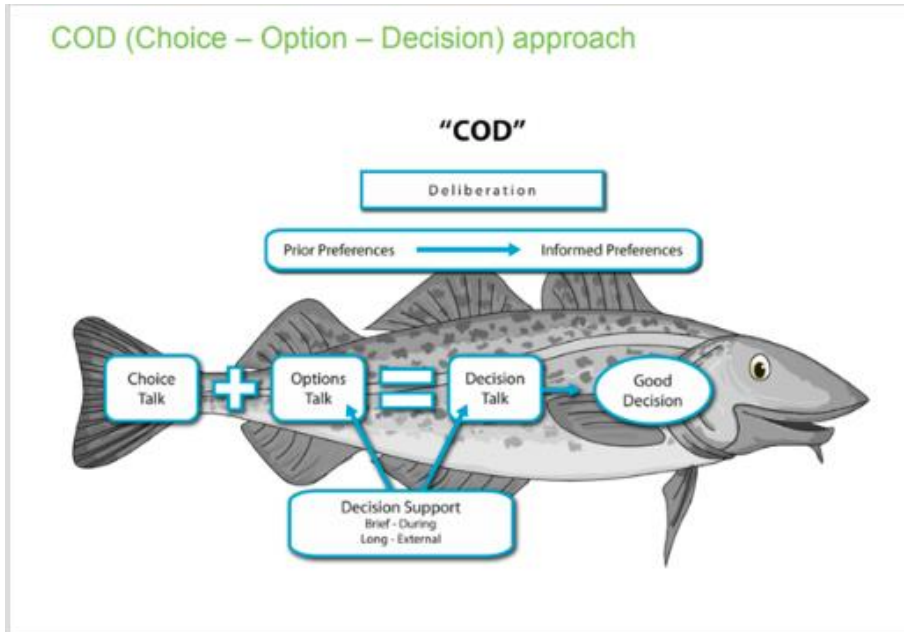 COD (Choice – Option – Decision) approach
“COD”
Deliberation
Prior Preferences
Informed Preferences
Choice
Talk
Options
Talk
Decision
Talk
Good
Decision
Decision Support
Brief - During
Long - External